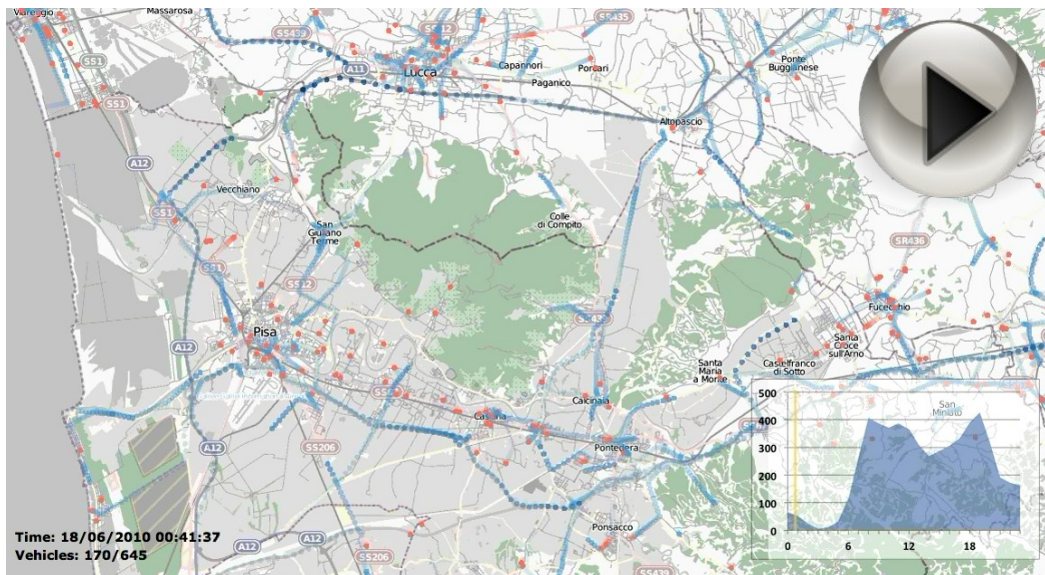 Viareggio
Massarosa
SR435
SS439
SS12
SS1
A11
Lucca
Capannori
Porcari
Paganico
Ponte
Buggianese
SS1
Altopascio
A12
Vecchiano
SS1
San
Giuliano
Terme
Colle
di Compito
SR436
SS1
SS12
Fucecchio
Pisa
A12
Santa
Croce
sull'Arno
Santa
Maria
a Monte
Castelfranco
di Sotto
Calcinaia
Cascina
San
Miniato
A12
SS206
Pontedera
Ponsacco
A12
A12
SS206
SS439
500
400
300
200
100
0
0
6
12
18
Time: 18/06/2010 00:41:37
Vehicles: 170/645